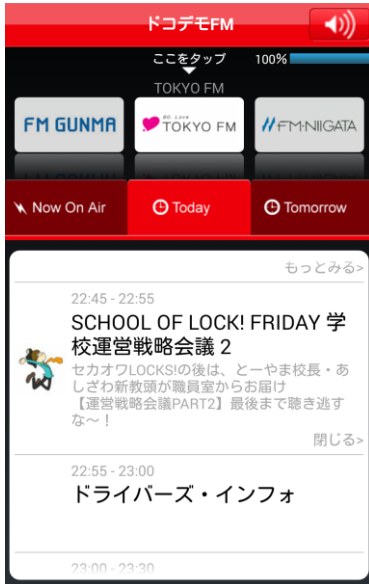 ドコデモFM
ここをタップ 100%
TOKYO FM
FM GUNMA
80. Love
TOKYO FM
FM-NIIGATA
Now On Air
Today
Tomorrow
もっとみる>
22:45 - 22:55
SCHOOL OF LOCK! FRIDAY 学
校運営戦略会議 2
セカオワLOCKS!の後は、とーやま校長・あ
しざわ新教頭が職員室からお届け
【運営戦略会議PART2】最後まで聴き逃す
な～！
閉じる>
22:55 - 23:00
ドライバーズ・インフォ
23:00 - 23:30